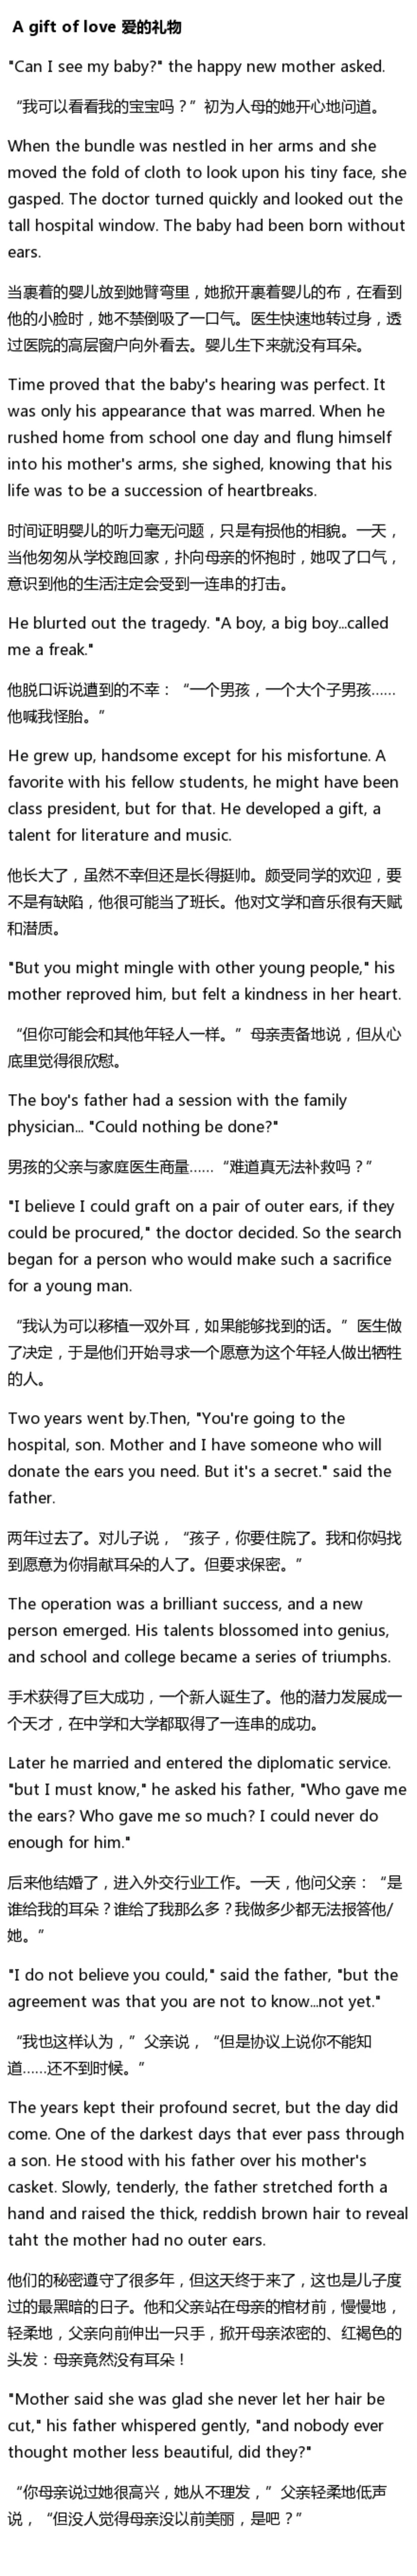 A gift of love 爱的礼物
"Can I see my baby?" the happy new mother asked.
“我可以看看我的宝宝吗？”初为人母的她开心地问道。
When the bundle was nestled in her arms and she
moved the fold of cloth to look upon his tiny face, she
gasped. The doctor turned quickly and looked out the
tall hospital window. The baby had been born without
ears.
当裹着的婴儿放到她臂弯里，她掀开裹着婴儿的布，在看到
他的小脸时，她不禁倒吸了一口气。医生快速地转过身，透
过医院的高层窗户向外看去。婴儿生下来就没有耳朵。
Time proved that the baby's hearing was perfect. It
was only his appearance that was marred. When he
rushed home from school one day and flung himself
into his mother's arms, she sighed, knowing that his
life was to be a succession of heartbreaks.
时间证明婴儿的听力毫无问题，只是有损他的相貌。一天，
当他匆匆从学校跑回家，扑向母亲的怀抱时，她叹了口气，
意识到他的生活注定会受到一连串的打击。
He blurted out the tragedy. "A boy, a big boy...called
me a freak."
他脱口诉说遭到的不幸：“一个男孩，一个大个子男孩……
他喊我怪胎。”
He grew up, handsome except for his misfortune. A
favorite with his fellow students, he might have been
class president, but for that. He developed a gift, a
talent for literature and music.
他长大了，虽然不幸但还是长得挺帅。颇受同学的欢迎，要
不是有缺陷，他很可能当了班长。他对文学和音乐很有天赋
和潜质。
"But you might mingle with other young people," his
mother reproved him, but felt a kindness in her heart.
“但你可能会和其他年轻人一样。”母亲责备地说，但从心
底里觉得很欣慰。
The boy's father had a session with the family
physician... "Could nothing be done?"
男孩的父亲与家庭医生商量……“难道真无法补救吗？”
"I believe I could graft on a pair of outer ears, if they
could be procured," the doctor decided. So the search
began for a person who would make such a sacrifice
for a young man.
“我认为可以移植一双外耳，如果能够找到的话。”医生做
了决定，于是他们开始寻求一个愿意为这个年轻人做出牺牲
的人。
Two years went by.Then, "You're going to the
hospital, son. Mother and I have someone who will
donate the ears you need. But it's a secret." said the
father.
两年过去了。对儿子说，“孩子，你要住院了。我和你妈找
到愿意为你捐献耳朵的人了。但要求保密。”
The operation was a brilliant success, and a new
person emerged. His talents blossomed into genius,
and school and college became a series of triumphs.
手术获得了巨大成功，一个新人诞生了。他的潜力发展成一
个天才，在中学和大学都取得了一连串的成功。
Later he married and entered the diplomatic service.
"but I must know," he asked his father, "Who gave me
the ears? Who gave me so much? I could never do
enough for him."
后来他结婚了，进入外交行业工作。一天，他问父亲：“是
谁给我的耳朵？谁给了我那么多？我做多少都无法报答他/
她。”
"I do not believe you could," said the father, "but the
agreement was that you are not to know...not yet."
“我也这样认为，”父亲说，“但是协议上说你不能知
道……还不到时候。”
The years kept their profound secret, but the day did
come. One of the darkest days that ever pass through
a son. He stood with his father over his mother's
casket. Slowly, tenderly, the father stretched forth a
hand and raised the thick, reddish brown hair to reveal
taht the mother had no outer ears.
他们的秘密遵守了很多年，但这天终于来了，这也是儿子度
过的最黑暗的日子。他和父亲站在母亲的棺材前，慢慢地，
轻柔地，父亲向前伸出一只手，掀开母亲浓密的、红褐色的
头发：母亲竟然没有耳朵！
"Mother said she was glad she never let her hair be
cut," his father whispered gently, "and nobody ever
thought mother less beautiful, did they?"
“你母亲说过她很高兴，她从不理发，”父亲轻柔地低声
说，“但没人觉得母亲没以前美丽，是吧？”